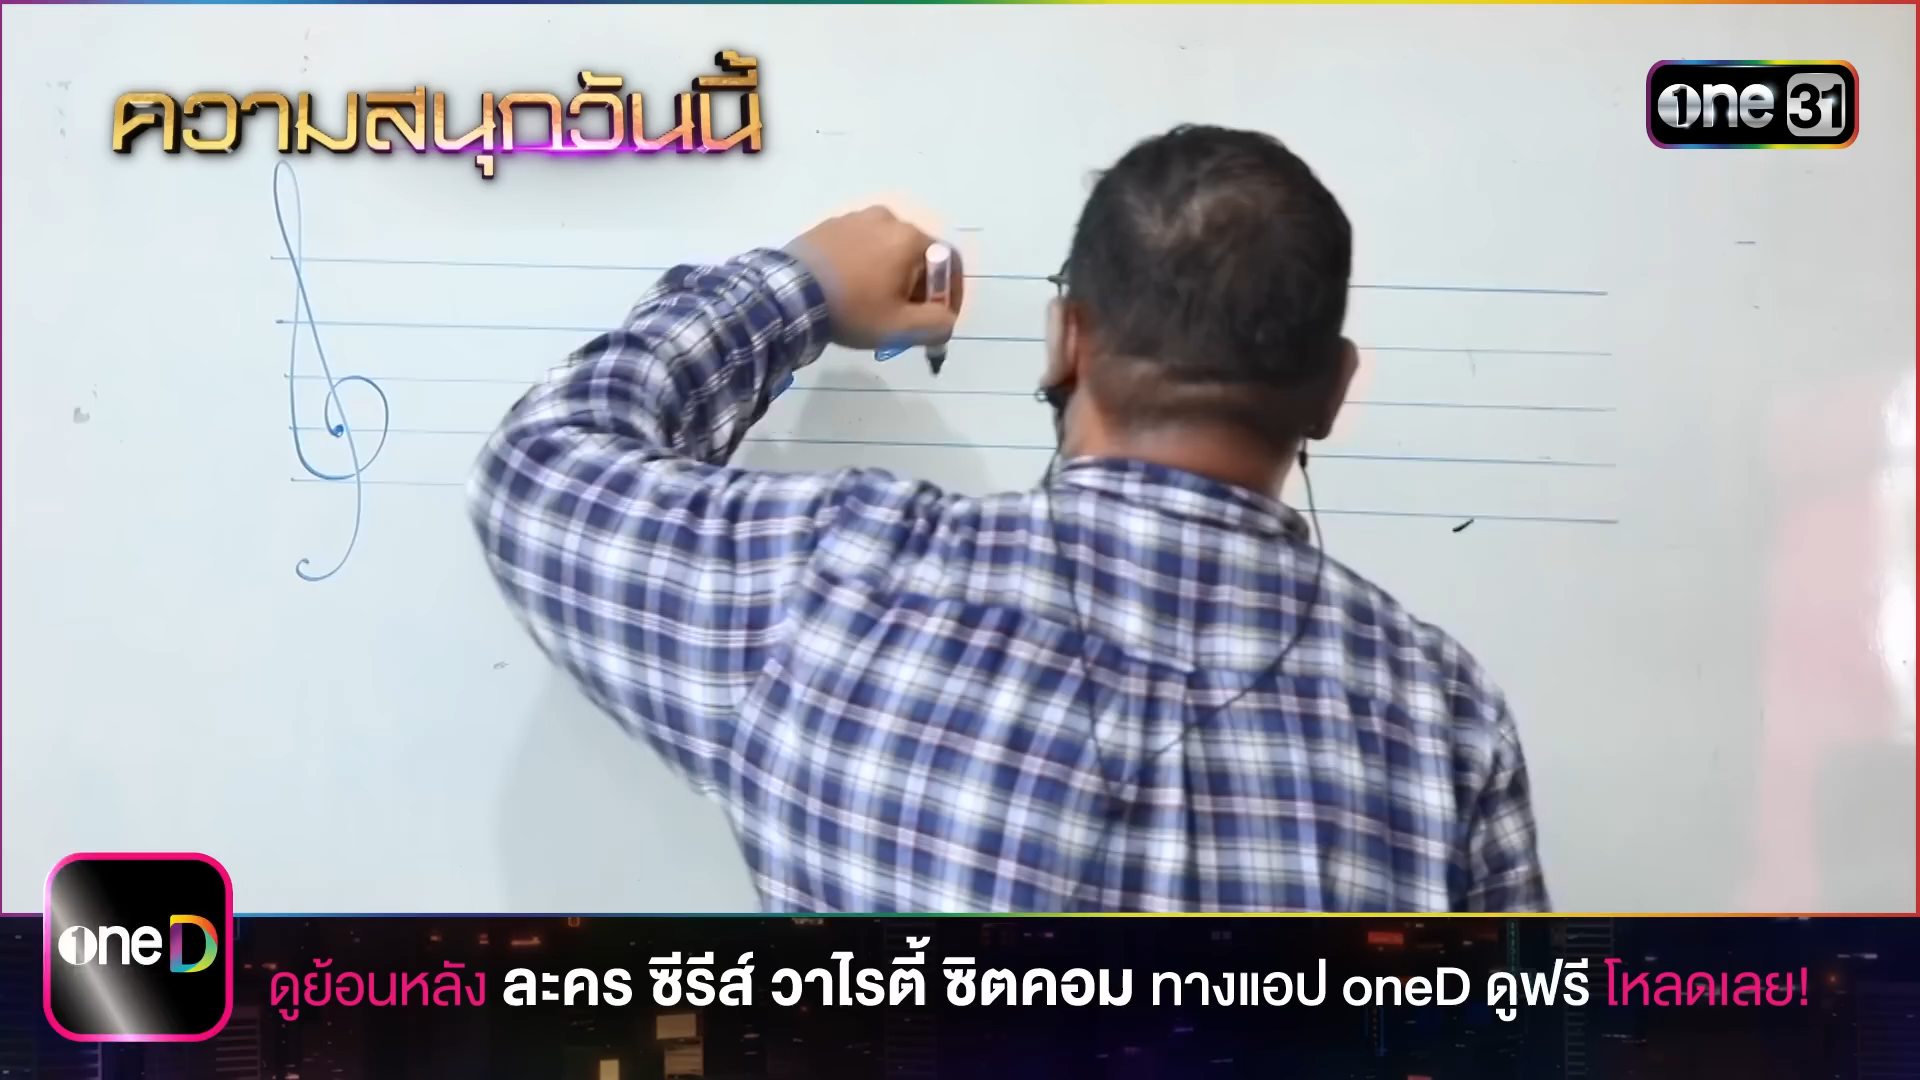 ความสนุกวันนี้
one 31
oneD
ดูย้อนหลัง ละคร ซีรีส์ วาไรตี้ ซิตคอม ทางแอป oneD ดูฟรี โหลดเลย!